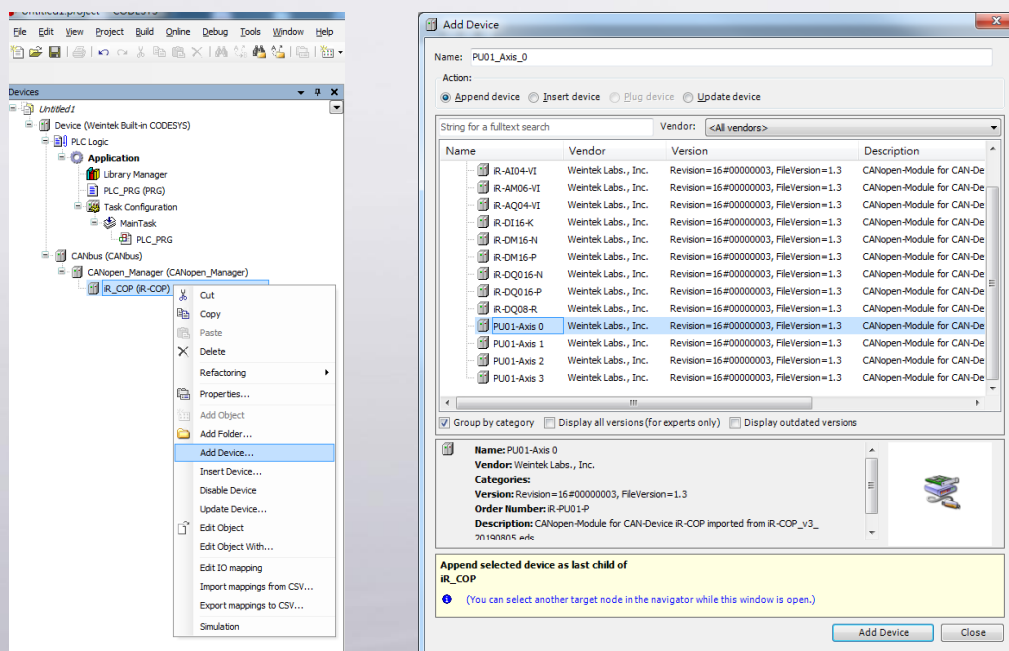 Untitled1.project - CODESYS
File Edit View Project Build Online Debug Tools Window Help
Devices
Untitled1
Device (Weintek Built-in CODESYS)
PLC Logic
Application
Library Manager
PLC_PRG (PRG)
Task Configuration
MainTask
PLC_PRG
CANbus (CANbus)
CANopen_Manager (CANopen_Manager)
iR_COP (iR-COP)
Cut
Copy
Paste
Delete
Refactoring
Properties...
Add Object
Add Folder...
Add Device...
Insert Device...
Disable Device
Update Device...
Edit Object
Edit Object With...
Edit IO mapping
Import mappings from CSV...
Export mappings to CSV...
Simulation
Add Device
Name: PU01_Axis_0
Action:
Append device Insert device Plug device Update device
String for a fulltext search Vendor: <All vendors>
Name Vendor Version Description
iR-AI04-VI Weintek Labs., Inc. Revision=16#00000003, FileVersion=1.3 CANopen-Module for CAN-De
iR-AM06-VI Weintek Labs., Inc. Revision=16#00000003, FileVersion=1.3 CANopen-Module for CAN-De
iR-AQ04-VI Weintek Labs., Inc. Revision=16#00000003, FileVersion=1.3 CANopen-Module for CAN-De
iR-DI16-K Weintek Labs., Inc. Revision=16#00000003, FileVersion=1.3 CANopen-Module for CAN-De
iR-DM16-N Weintek Labs., Inc. Revision=16#00000003, FileVersion=1.3 CANopen-Module for CAN-De
iR-DM16-P Weintek Labs., Inc. Revision=16#00000003, FileVersion=1.3 CANopen-Module for CAN-De
iR-DQ016-N Weintek Labs., Inc. Revision=16#00000003, FileVersion=1.3 CANopen-Module for CAN-De
iR-DQ016-P Weintek Labs., Inc. Revision=16#00000003, FileVersion=1.3 CANopen-Module for CAN-De
iR-DQ08-R Weintek Labs., Inc. Revision=16#00000003, FileVersion=1.3 CANopen-Module for CAN-De
PU01-Axis 0 Weintek Labs., Inc. Revision=16#00000003, FileVersion=1.3 CANopen-Module for CAN-De
PU01-Axis 1 Weintek Labs., Inc. Revision=16#00000003, FileVersion=1.3 CANopen-Module for CAN-De
PU01-Axis 2 Weintek Labs., Inc. Revision=16#00000003, FileVersion=1.3 CANopen-Module for CAN-De
PU01-Axis 3 Weintek Labs., Inc. Revision=16#00000003, FileVersion=1.3 CANopen-Module for CAN-De
Group by category Display all versions (for experts only) Display outdated versions
Name: PU01-Axis 0
Vendor: Weintek Labs., Inc.
Categories:
Version: Revision=16#00000003, FileVersion=1.3
Order Number: iR-PU01-P
Description: CANopen-Module for CAN-Device iR-COP imported from iR-COP_v3_
20190805.eds
Append selected device as last child of
iR_COP
(You can select another target node in the navigator while this window is open.)
Add Device Close